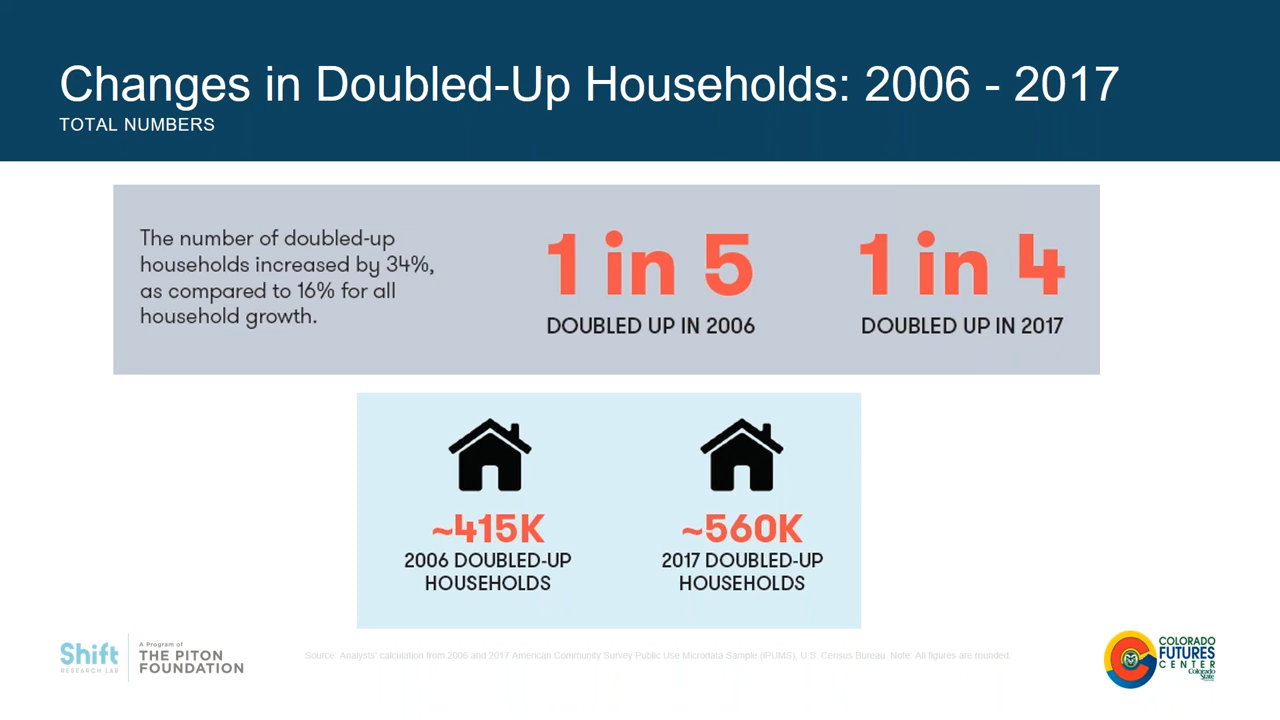 Changes in Doubled-Up Households: 2006 - 2017
TOTAL NUMBERS
The number of doubled-up
households increased by 34%,
as compared to 16% for all
household growth.
1 in 5
DOUBLED UP IN 2006
1 in 4
DOUBLED UP IN 2017
~415K
2006 DOUBLED-UP
HOUSEHOLDS
~560K
2017 DOUBLED-UP
HOUSEHOLDS
Shift
RESEARCH LAB
A Program of
THE PITON
FOUNDATION
Source: Analysts' calculation from 2006 and 2017 American Community Survey Public Use Microdata Sample (iPUMS), U.S. Census Bureau. Note: All figures are rounded.
COLORADO
FUTURES
CENTER
Colorado
State